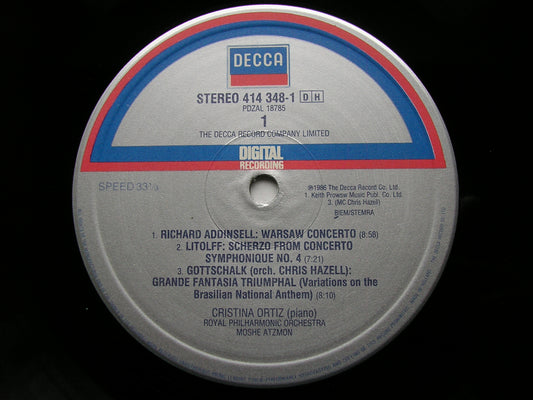 DECCA
STEREO 414 348-1 DH
PDZAL 18785
1
THE DECCA RECORD COMPANY LIMITED
DIGITAL
RECORDING
SPEED 33⅓
℗1986 The Decca Record Co. Ltd.
1. Keith Prowse Music Publ. Co. Ltd.
3. (MC Chris Hazell)
BIEM/STEMRA
1. RICHARD ADDINSELL: WARSAW CONCERTO (8:58)
2. LITOLFF: SCHERZO FROM CONCERTO
SYMPHONIQUE NO. 4 (7:21)
3. GOTTSCHALK (orch. CHRIS HAZELL):
GRANDE FANTASIA TRIUMPHAL (Variations on the
Brasilian National Anthem) (8:10)
CRISTINA ORTIZ (piano)
ROYAL PHILHARMONIC ORCHESTRA
MOSHE ATZMON